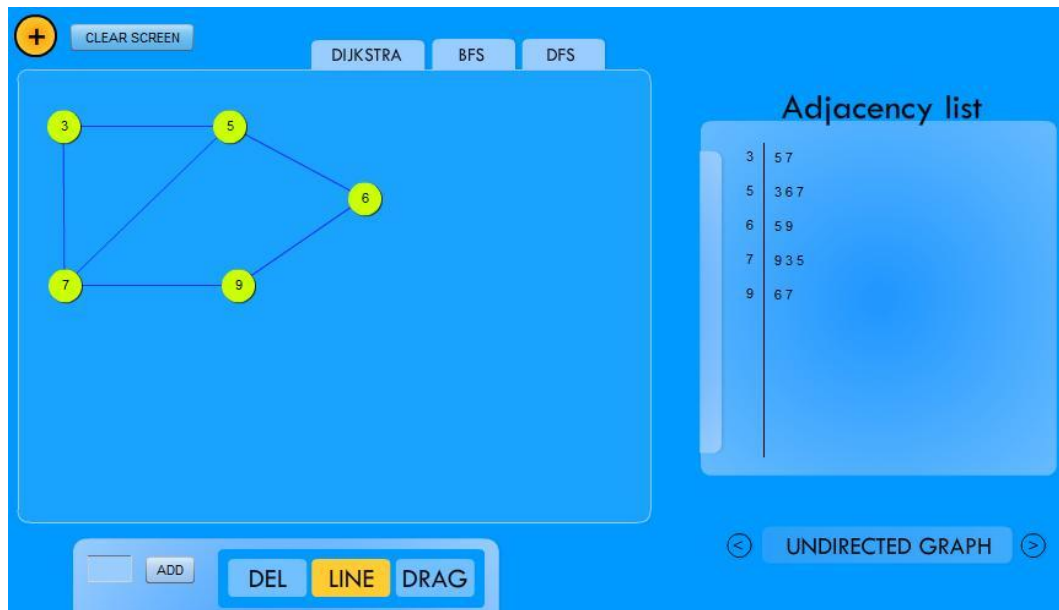 +
CLEAR SCREEN
DIJKSTRA BFS DFS
3 5
6
7 9
Adjacency list
3 5 7
5 3 6 7
6 5 9
7 9 3 5
9 6 7
< UNDIRECTED GRAPH >
ADD
DEL LINE DRAG